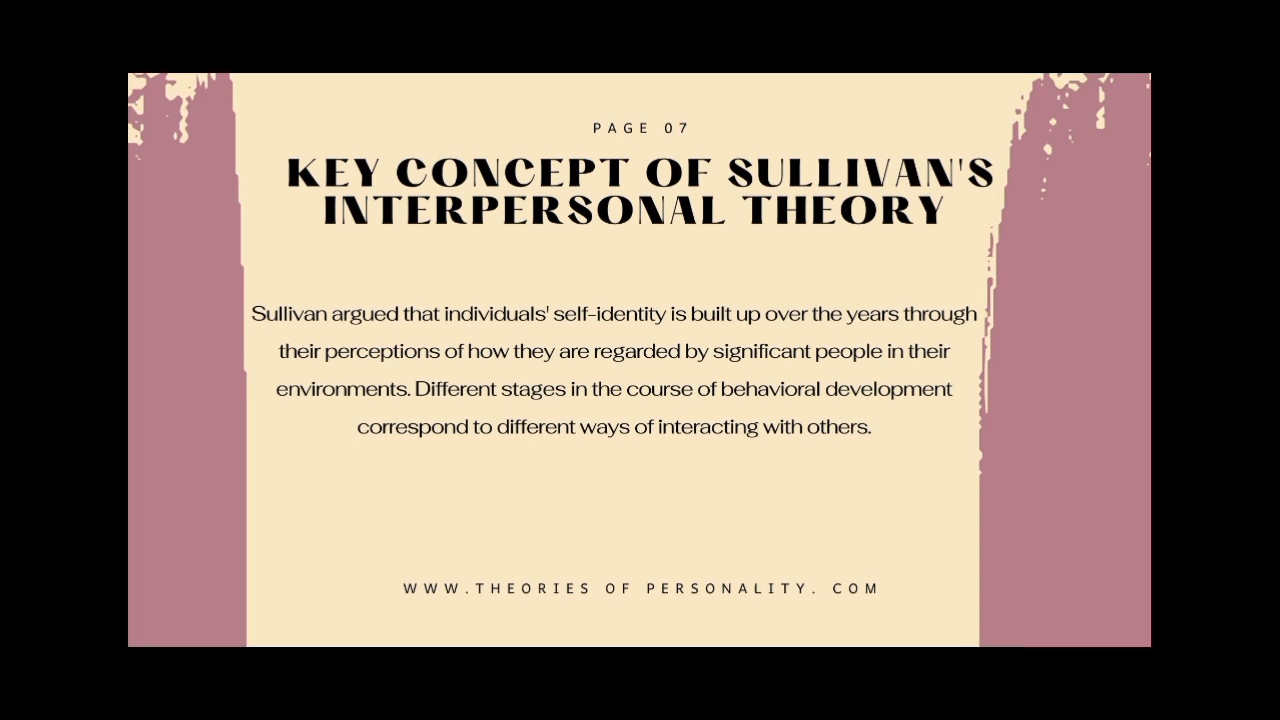 PAGE 07
KEY CONCEPT OF SULLIVAN'S
INTERPERSONAL THEORY
Sullivan argued that individuals' self-identity is built up over the years through
their perceptions of how they are regarded by significant people in their
environments. Different stages in the course of behavioral development
correspond to different ways of interacting with others.
WWW.THEORIES OF PERSONALITY. COM